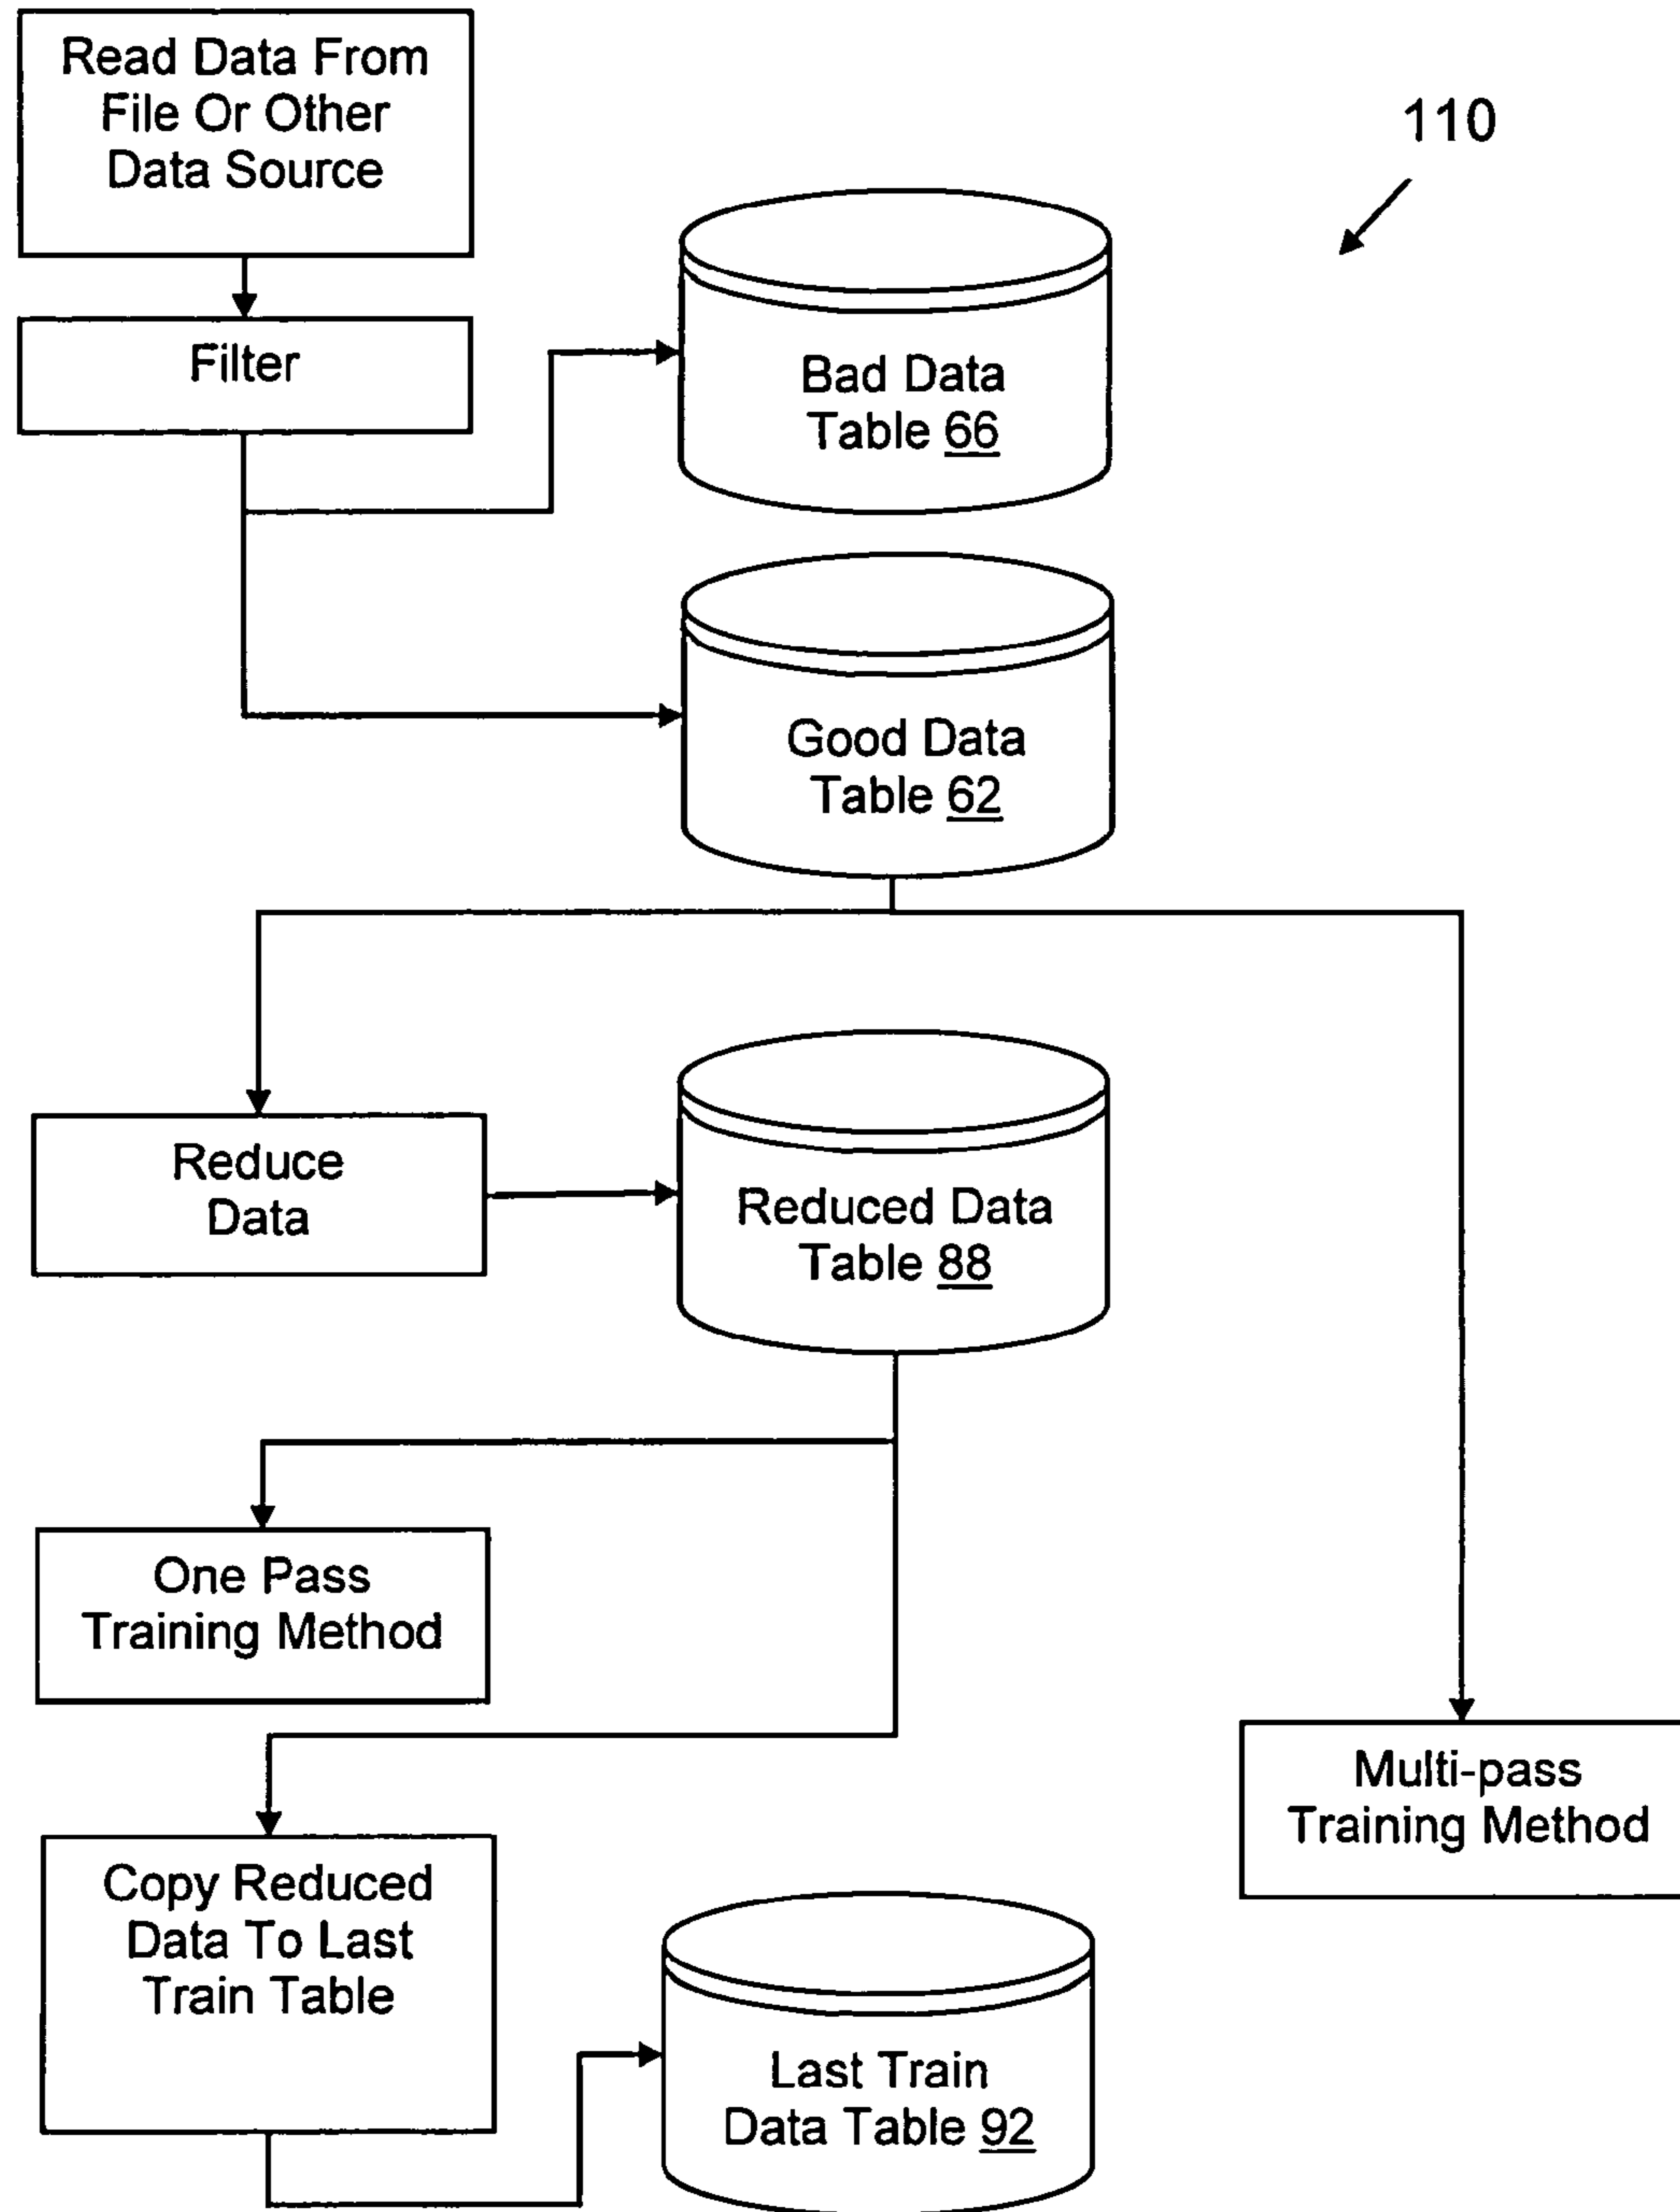 Read Data From
File Or Other
Data Source
110
Filter
Bad Data
Table 66
Good Data
Table 62
Reduce
Data
Reduced Data
Table 88
One Pass
Training Method
Multi-pass
Training Method
Copy Reduced
Data To Last
Train Table
Last Train
Data Table 92